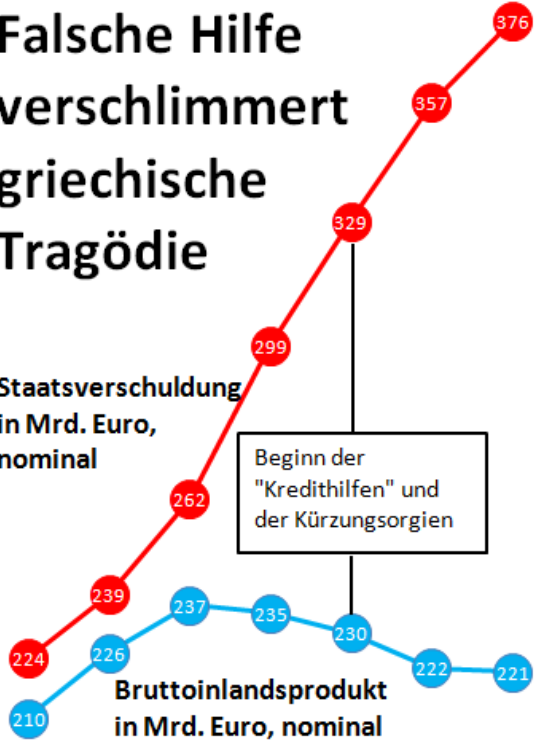 Falsche Hilfe
verschlimmert
griechische
Tragödie
376
357
329
299
Staatsverschuldung
in Mrd. Euro,
nominal
Beginn der
"Kredithilfen" und
der Kürzungsorgien
262
239
224
237
235
230
226
222
221
210
Bruttoinlandsprodukt
in Mrd. Euro, nominal